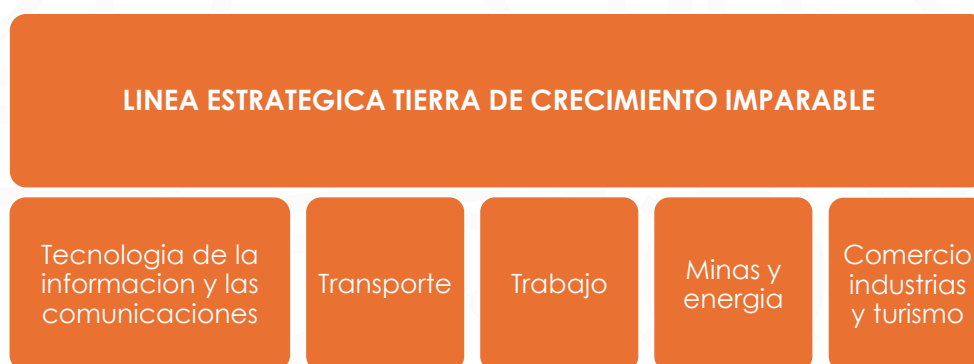 LINEA ESTRATEGICA TIERRA DE CRECIMIENTO IMPARABLE
Tecnologia de la
informacion y las
comunicaciones
Transporte
Trabajo
Minas y
energia
Comercio
industrias
y turismo